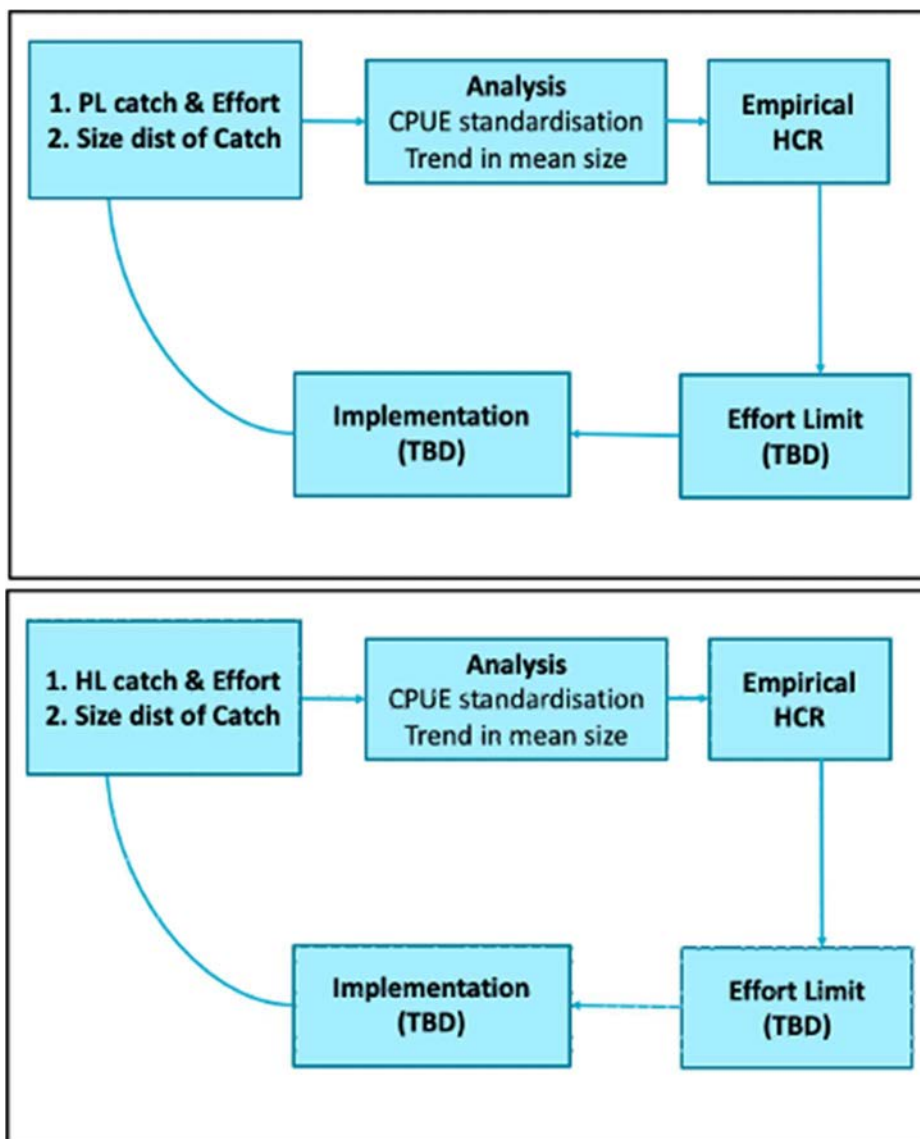 1. PL catch & Effort
2. Size dist of Catch
Analysis
CPUE standardisation
Trend in mean size
Empirical
HCR
Implementation
(TBD)
Effort Limit
(TBD)
1. HL catch & Effort
2. Size dist of Catch
Analysis
CPUE standardisation
Trend in mean size
Empirical
HCR
Implementation
(TBD)
Effort Limit
(TBD)